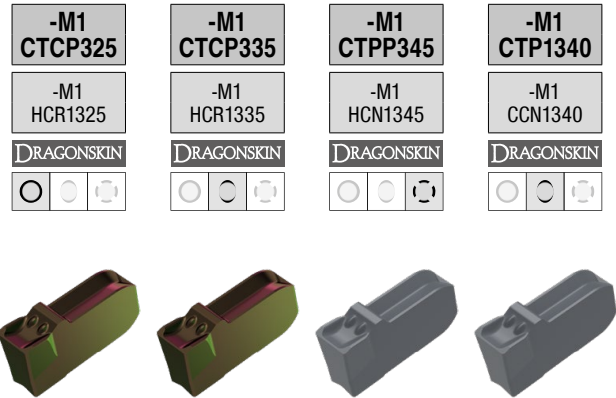 -M1
CTCP325
-M1
CTCP335
-M1
CTPP345
-M1
CTP1340
-M1
HCR1325
-M1
HCR1335
-M1
HCN1345
-M1
CCN1340
DRAGONSKIN
DRAGONSKIN
DRAGONSKIN
DRAGONSKIN